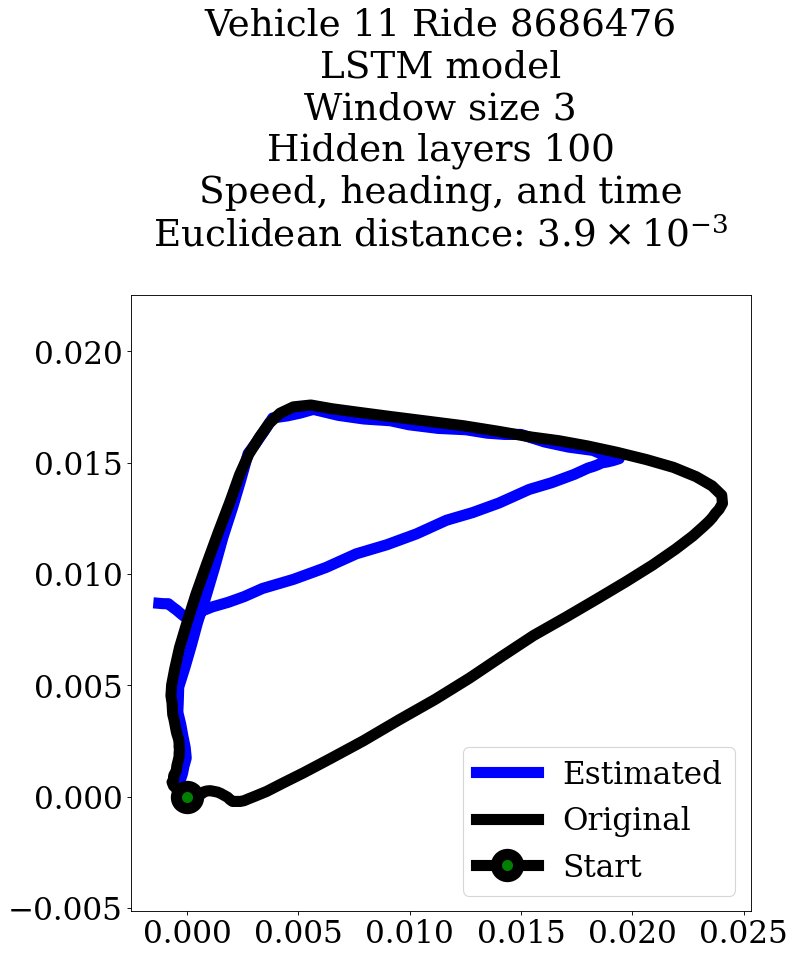 Vehicle 11 Ride 8686476
LSTM model
Window size 3
Hidden layers 100
Speed, heading, and time
Euclidean distance: 3.9 × 10⁻³
0.020
0.015
0.010
0.005
0.000
−0.005
Estimated
Original
Start
0.000 0.005 0.010 0.015 0.020 0.025